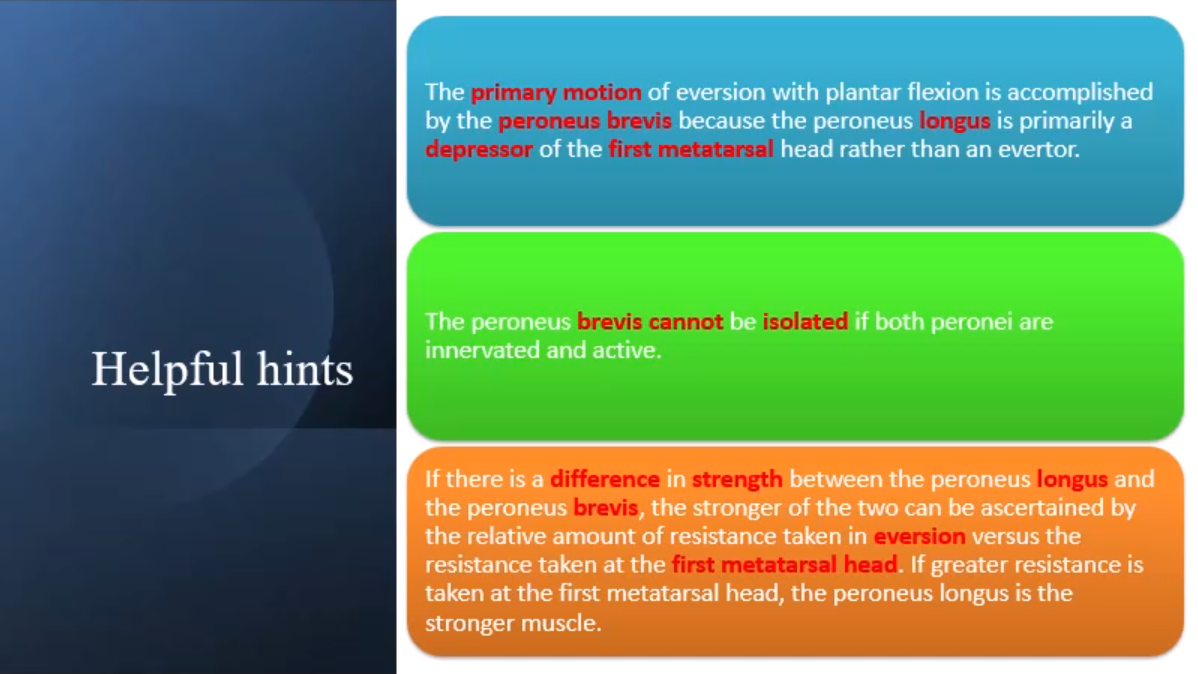 Helpful hints
The primary motion of eversion with plantar flexion is accomplished
by the peroneus brevis because the peroneus longus is primarily a
depressor of the first metatarsal head rather than an evertor.
The peroneus brevis cannot be isolated if both peronei are
innervated and active.
If there is a difference in strength between the peroneus longus and
the peroneus brevis, the stronger of the two can be ascertained by
the relative amount of resistance taken in eversion versus the
resistance taken at the first metatarsal head. If greater resistance is
taken at the first metatarsal head, the peroneus longus is the
stronger muscle.